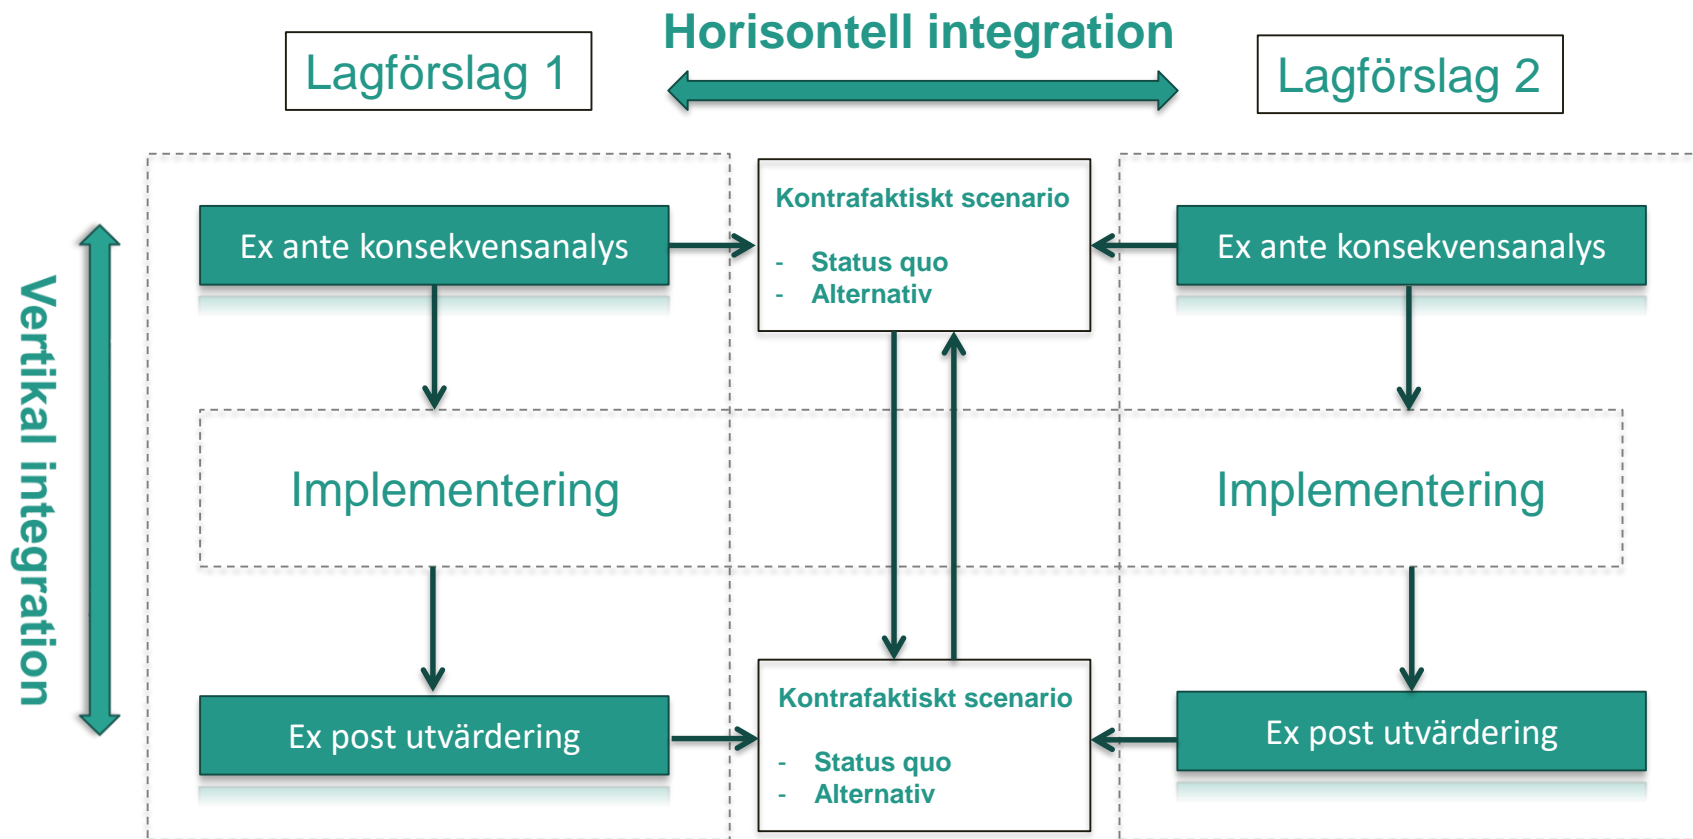 Horisontell integration
Lagförslag 1
Lagförslag 2
Vertikal integration
Ex ante konsekvensanalys
Kontrafaktiskt scenario
- Status quo
- Alternativ
Ex ante konsekvensanalys
Implementering
Implementering
Ex post utvärdering
Kontrafaktiskt scenario
- Status quo
- Alternativ
Ex post utvärdering